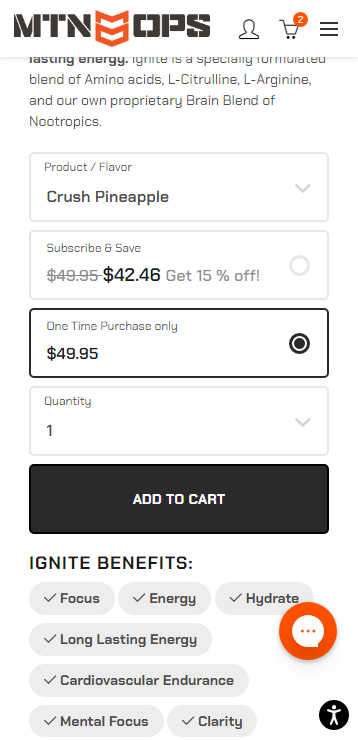 MTN OPS
2
lasting energy. Ignite is a specially formulated
blend of Amino acids, L-Citrulline, L-Arginine,
and our own proprietary Brain Blend of
Nootropics.
Product / Flavor
Crush Pineapple
Subscribe & Save
$49.95 $42.46 Get 15 % off!
One Time Purchase only
$49.95
Quantity
1
ADD TO CART
IGNITE BENEFITS:
Focus Energy Hydrate
Long Lasting Energy
Cardiovascular Endurance
Mental Focus Clarity